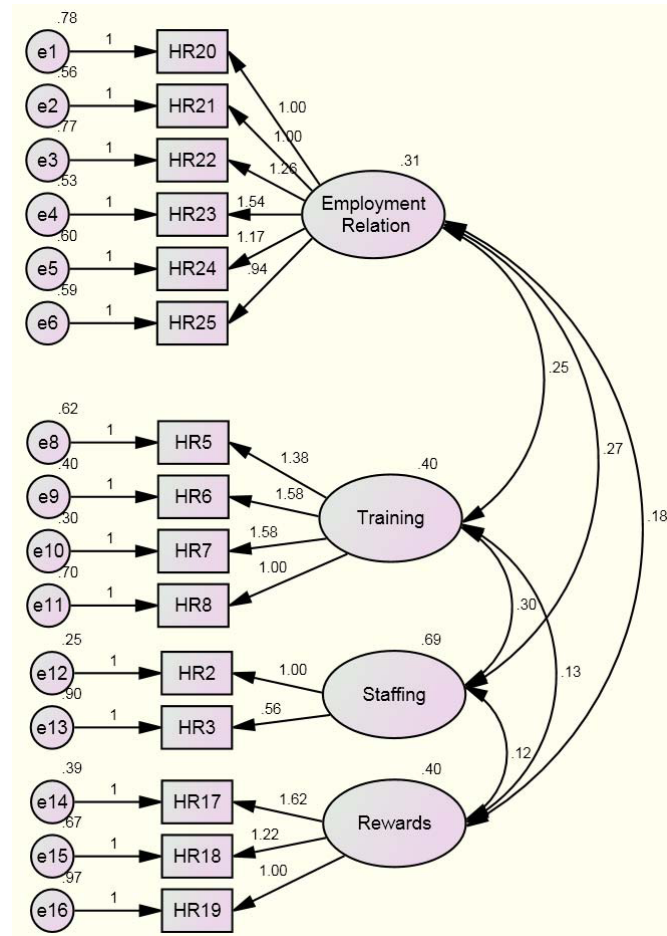 .78
e1 1 HR20
.56
1.00
e2 1 HR21
.77
1.00
e3 1 HR22
1.26
.31
.53
e4 1 HR23 1.54
Employment
Relation
.60
1.17
e5 1 HR24
.59
.94
e6 1 HR25
.25
.27
.18
.62
e8 1 HR5
1.38
.40
.40
e9 1 HR6
1.58
.30
Training
e10 1 HR7
1.58
.70
1.00
e11 1 HR8
.30
.25
.69
e12 1 HR2
1.00
.13
.90
Staffing
e13 1 HR3
.56
.12
.39
.40
e14 1 HR17
1.62
.67
Rewards
e15 1 HR18
1.22
.97
1.00
e16 1 HR19